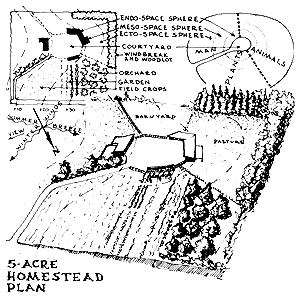 ENDO-SPACE SPHERE
MESO-SPACE SPHERE
ECTO-SPACE SPHERE
COURTYARD
WINDBREAK
AND WOODLOT
ORCHARD
GARDEN
FIELD CROPS
MAN
PLANTS
ANIMALS
SUMMER BREEZE
VIEW
WINTER
BARNYARD
PASTURE
5-ACRE
HOMESTEAD
PLAN